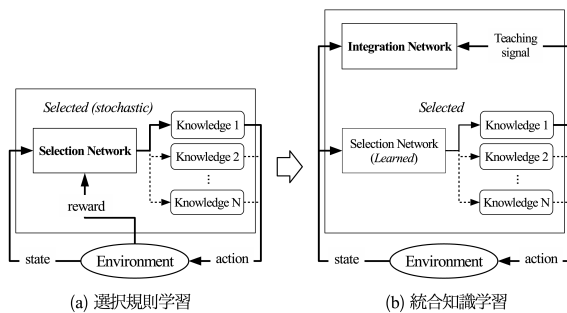 Selected (stochastic)
Selection Network
Knowledge 1
Knowledge 2
⋮
Knowledge N
reward
state
Environment
action
(a) 選択規則学習
Integration Network
Teaching
signal
Selected
Selection Network
(Learned)
Knowledge 1
Knowledge 2
⋮
Knowledge N
state
Environment
action
(b) 統合知識学習